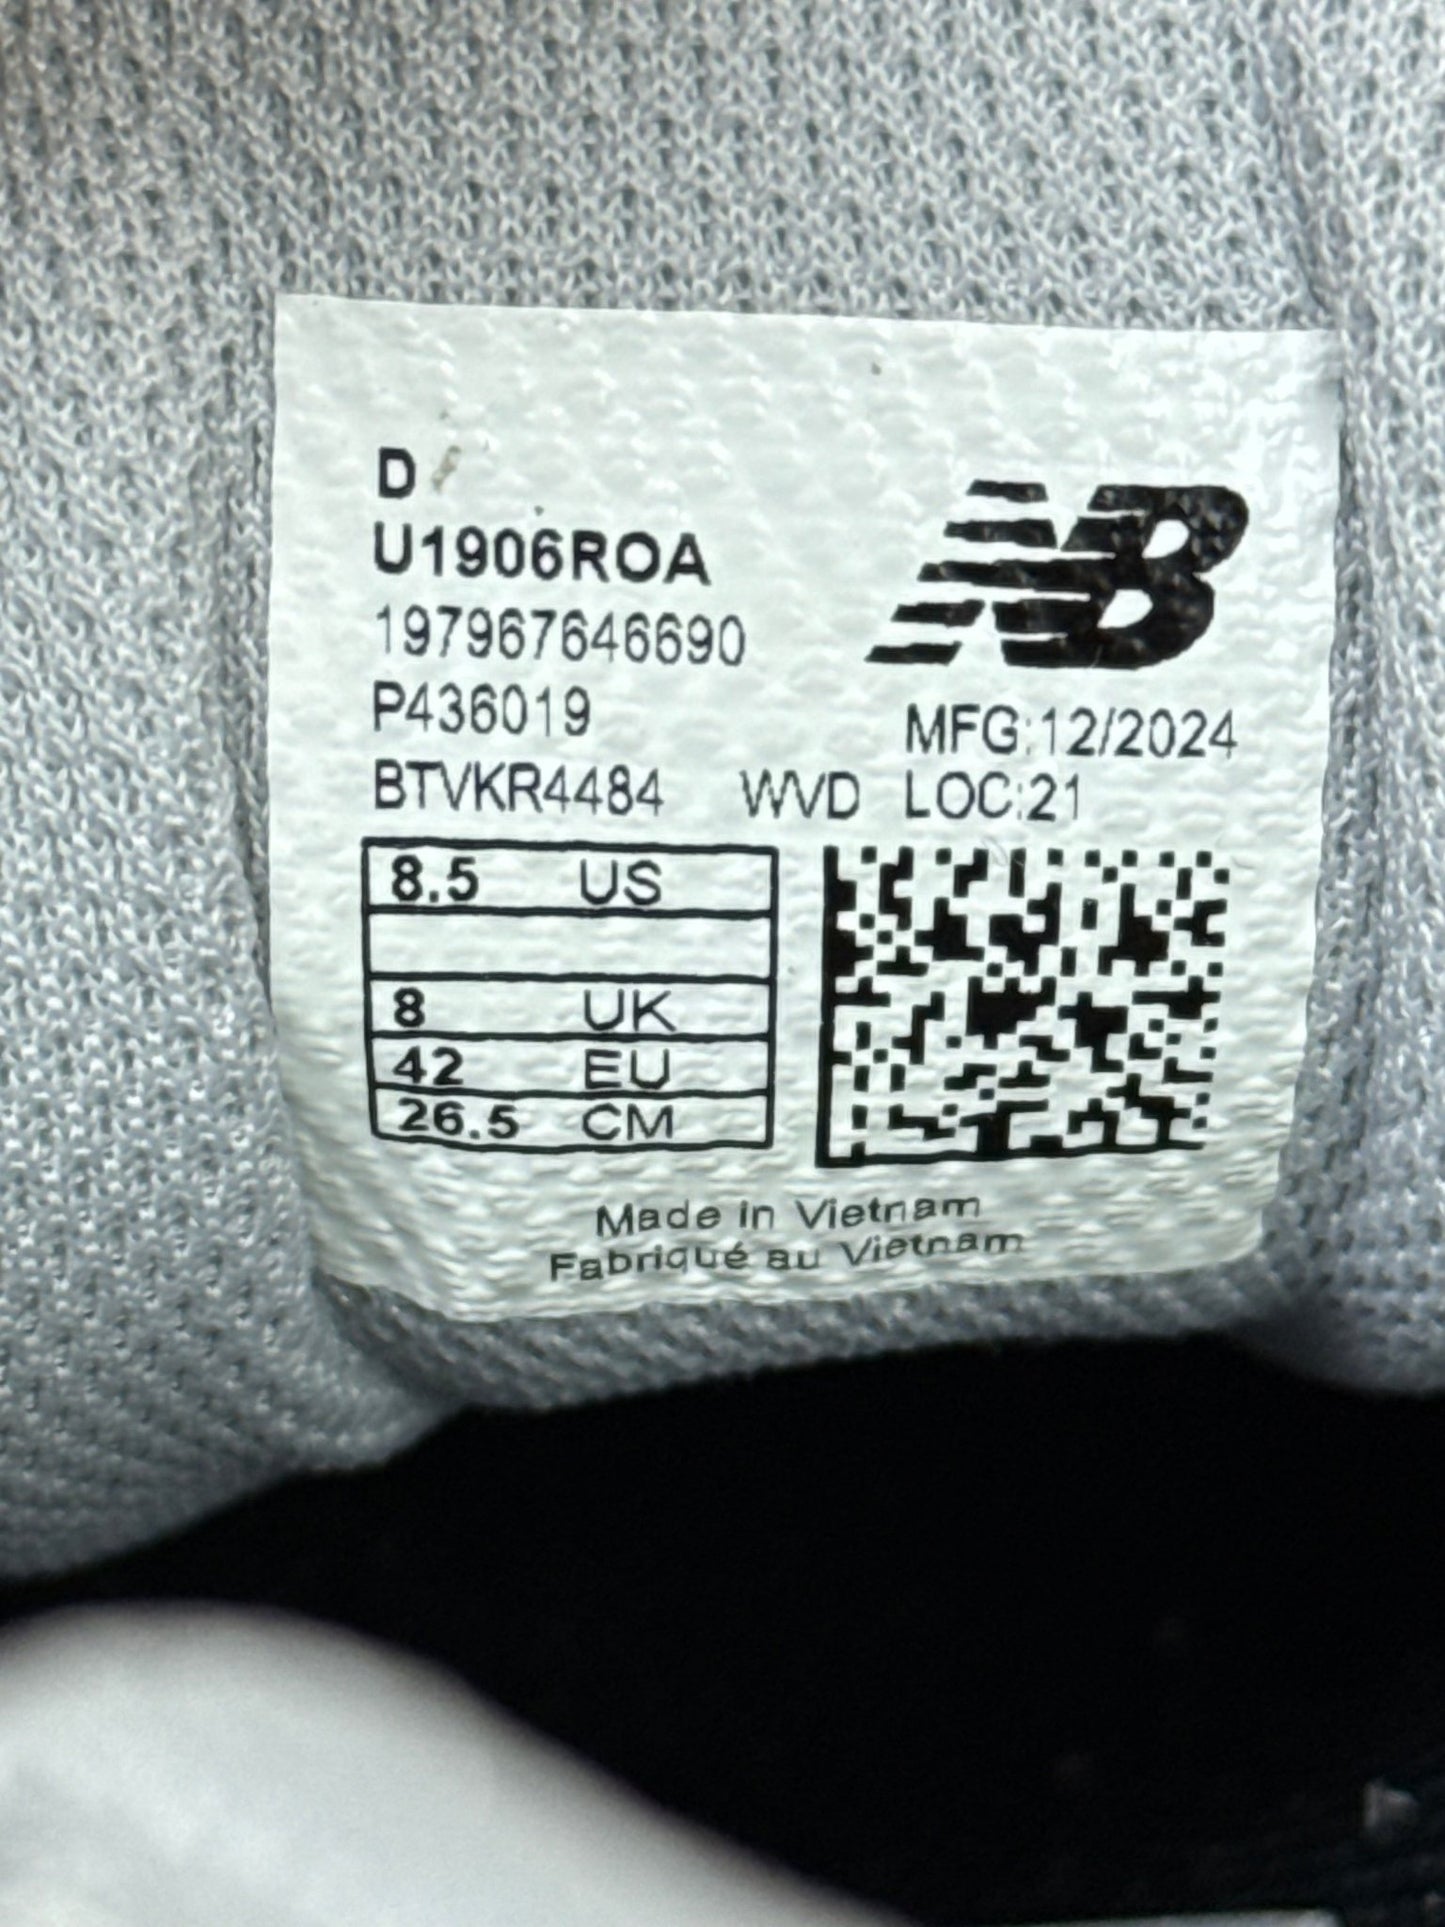 D
U1906ROA
197967646690
P436019
MFG:12/2024
BTVKR4484 WVD LOC:21
8.5 US
8 UK
42 EU
26.5 CM
Made in Vietnam
Fabriqué au Vietnam
NB